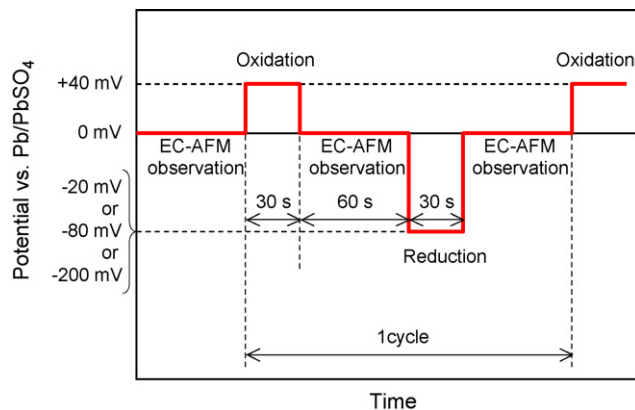 Potential vs. Pb/PbSO4
Oxidation
Oxidation
+40 mV
0 mV
EC-AFM
observation
EC-AFM
observation
EC-AFM
observation
-20 mV
or
-80 mV
or
-200 mV
30 s
60 s
30 s
Reduction
1cycle
Time